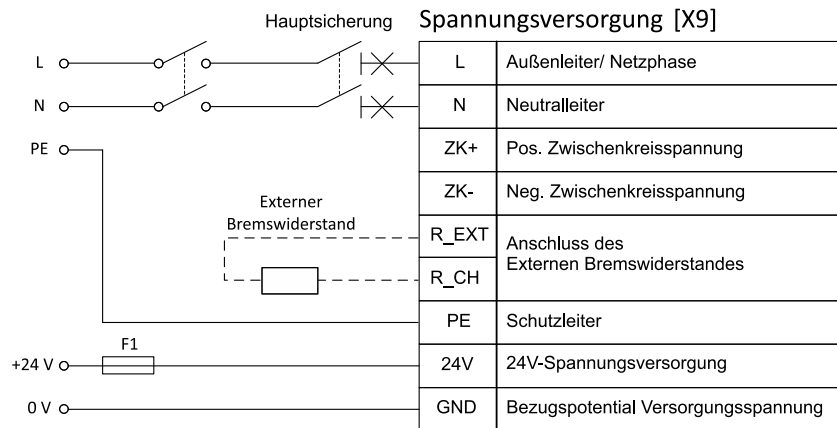 Hauptsicherung Spannungsversorgung [X9]
L L Außenleiter/ Netzphase
N N Neutralleiter
PE ZK+ Pos. Zwischenkreisspannung
ZK- Neg. Zwischenkreisspannung
Externer
Bremswiderstand
R_EXT
Anschluss des
Externen Bremswiderstandes
R_CH
PE Schutzleiter
F1
+24 V 24V 24V-Spannungsversorgung
0 V GND Bezugspotential Versorgungsspannung